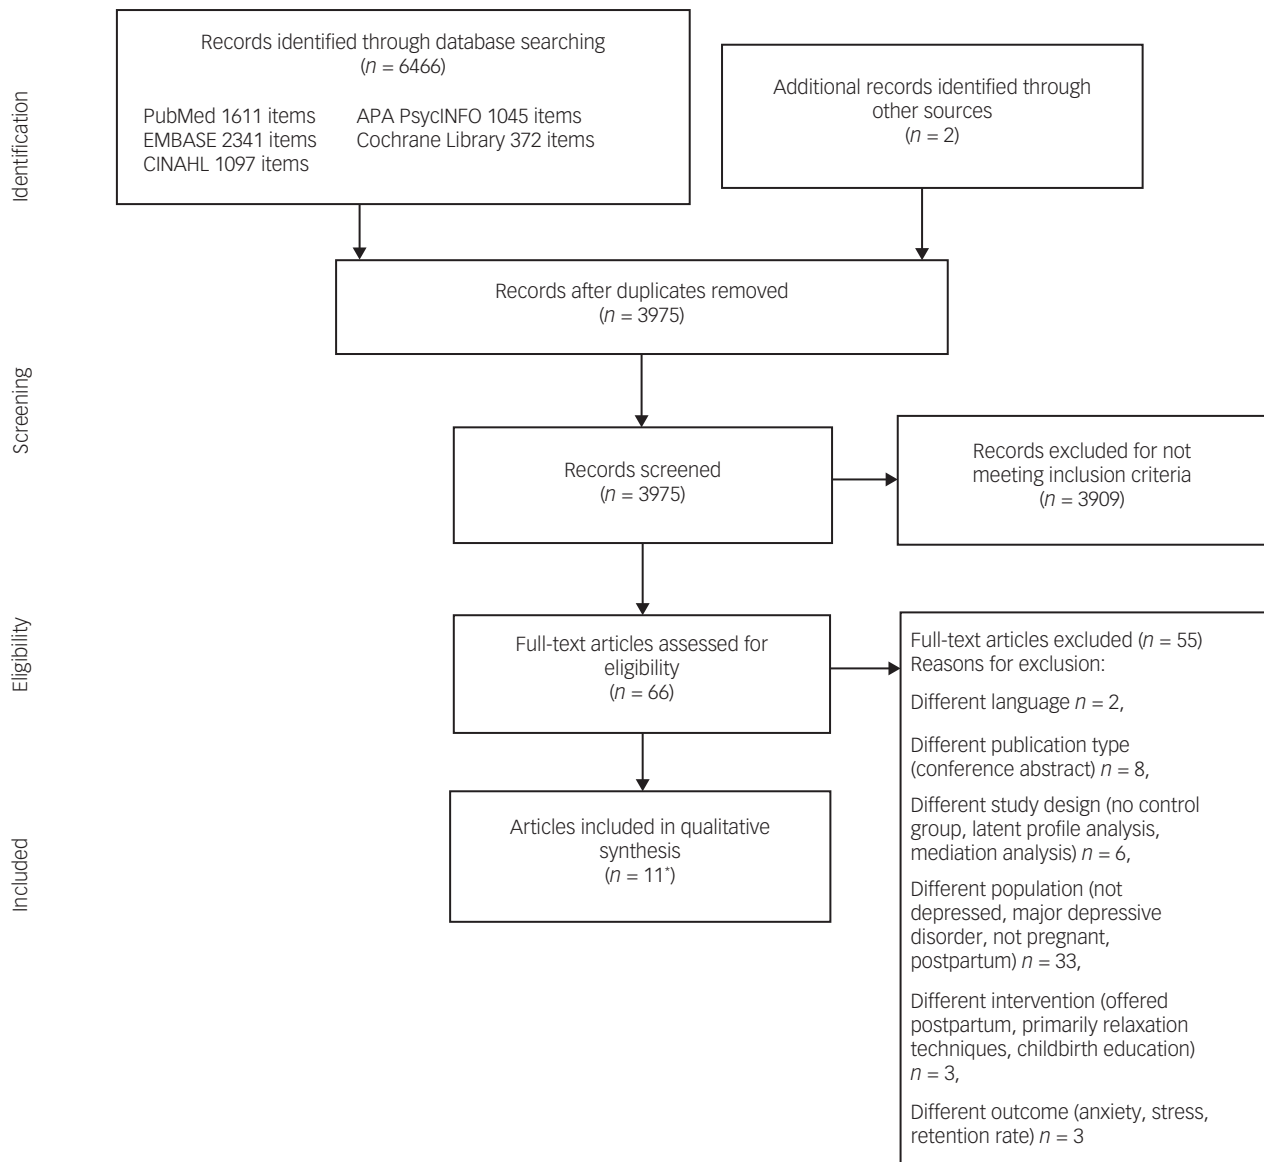 Identification
Records identified through database searching
(n = 6466)
PubMed 1611 items
EMBASE 2341 items
CINAHL 1097 items
APA PsycINFO 1045 items
Cochrane Library 372 items
Additional records identified through
other sources
(n = 2)
Records after duplicates removed
(n = 3975)
Screening
Records screened
(n = 3975)
Records excluded for not
meeting inclusion criteria
(n = 3909)
Eligibility
Full-text articles assessed for
eligibility
(n = 66)
Full-text articles excluded (n = 55)
Reasons for exclusion:
Different language n = 2,
Different publication type
(conference abstract) n = 8,
Different study design (no control
group, latent profile analysis,
mediation analysis) n = 6,
Different population (not
depressed, major depressive
disorder, not pregnant,
postpartum) n = 33,
Different intervention (offered
postpartum, primarily relaxation
techniques, childbirth education)
n = 3,
Different outcome (anxiety, stress,
retention rate) n = 3
Included
Articles included in qualitative
synthesis
(n = 11*)